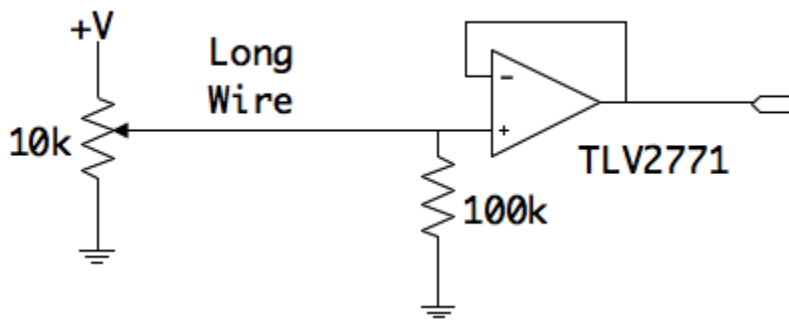 +V
Long
Wire
10k
-
+
TLV2771
100k